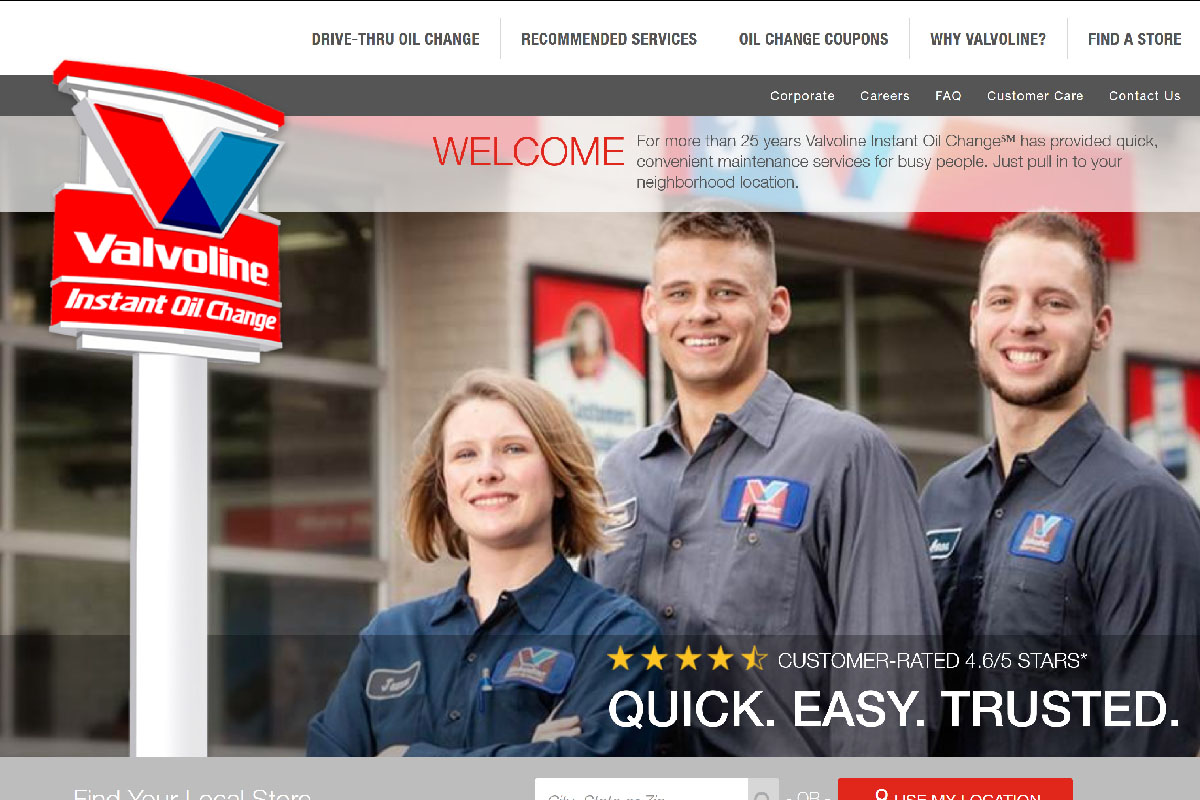 DRIVE-THRU OIL CHANGE
RECOMMENDED SERVICES
OIL CHANGE COUPONS
WHY VALVOLINE?
FIND A STORE
Corporate
Careers
FAQ
Customer Care
Contact Us
WELCOME
For more than 25 years Valvoline Instant Oil Change℠ has provided quick,
convenient maintenance services for busy people. Just pull in to your
neighborhood location.
Valvoline
Instant Oil Change
Customers
CUSTOMER-RATED 4.6/5 STARS*
QUICK. EASY. TRUSTED.
Find Your Local Store
City, State or Zip
- OR -
USE MY LOCATION